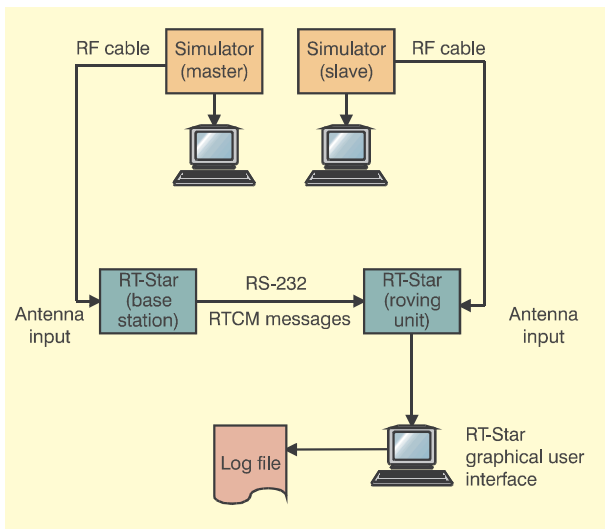 RF cable
Simulator
(master)
Simulator
(slave)
RF cable
RT-Star
(base
station)
RS-232
RTCM messages
RT-Star
(roving
unit)
Antenna
input
Antenna
input
Log file
RT-Star
graphical user
interface